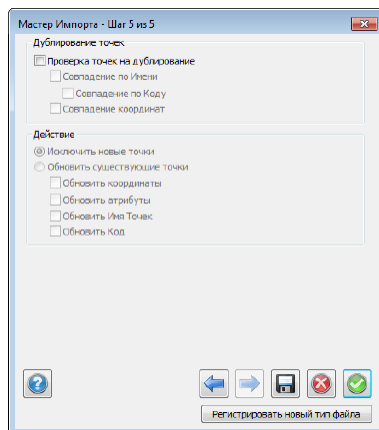 Мастер Импорта - Шаг 5 из 5
Дублирование точек
Проверка точек на дублирование
Совпадение по Имени
Совпадение по Коду
Совпадение координат
Действие
Исключить новые точки
Обновить существующие точки
Обновить координаты
Обновить атрибуты
Обновить Имя Точек
Обновить Код
Регистрировать новый тип файла